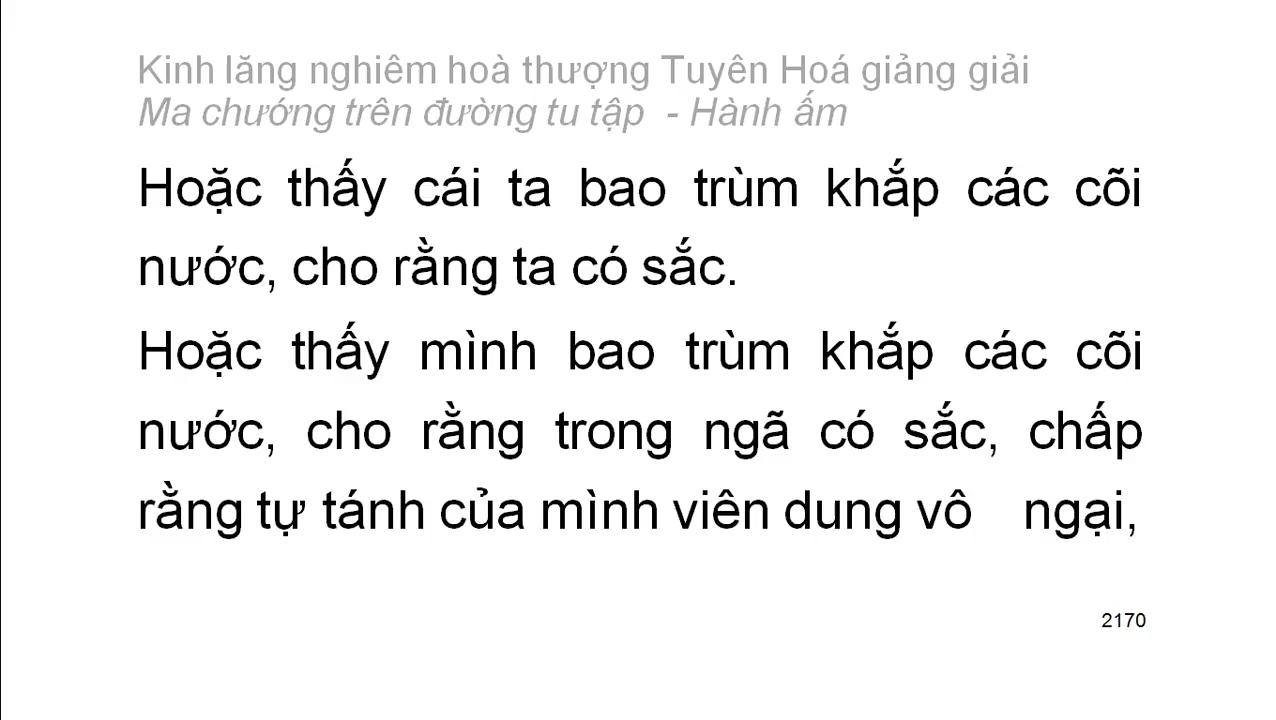 Kinh lăng nghiêm hoà thượng Tuyên Hoá giảng giải
Ma chướng trên đường tu tập - Hành ấm
Hoặc thấy cái ta bao trùm khắp các cõi
nước, cho rằng ta có sắc.
Hoặc thấy mình bao trùm khắp các cõi
nước, cho rằng trong ngã có sắc, chấp
rằng tự tánh của mình viên dung vô ngại,
2170